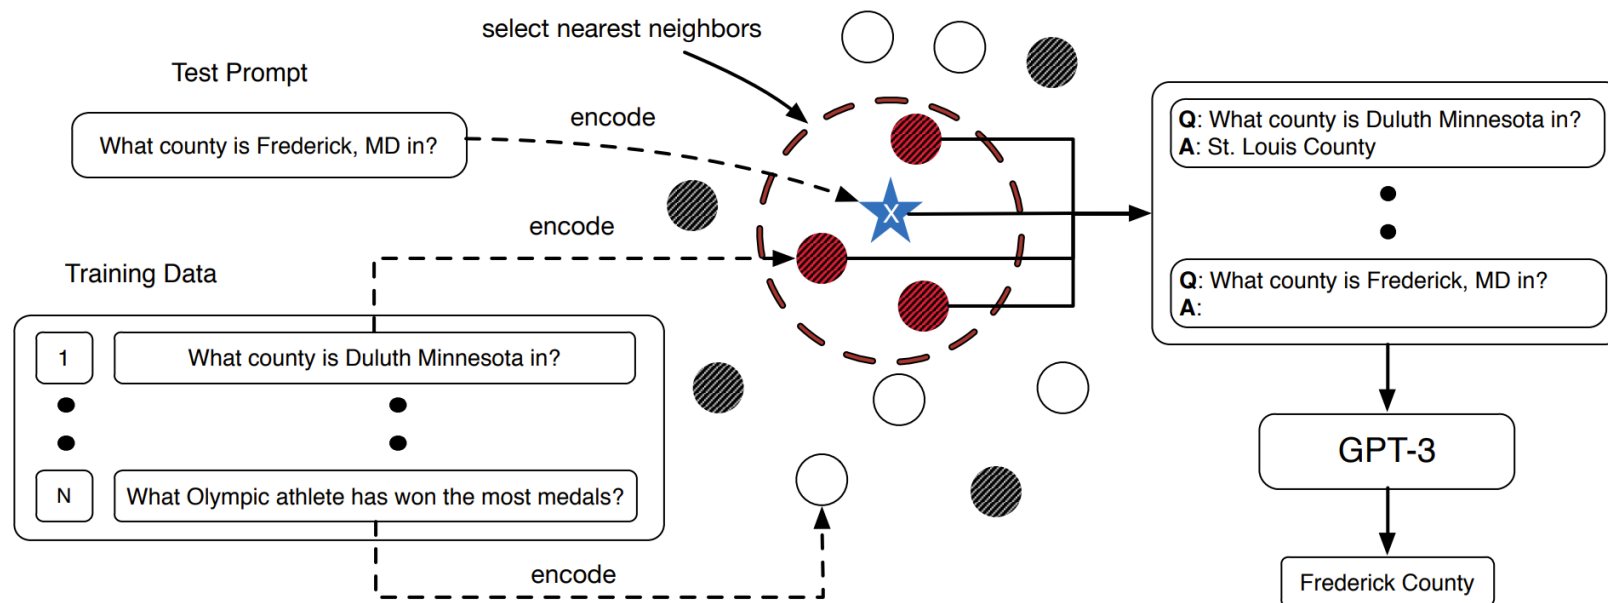 select nearest neighbors
Test Prompt
What county is Frederick, MD in?
encode
encode
Training Data
1
What county is Duluth Minnesota in?
N
What Olympic athlete has won the most medals?
encode
X
Q: What county is Duluth Minnesota in?
A: St. Louis County
Q: What county is Frederick, MD in?
A:
GPT-3
Frederick County